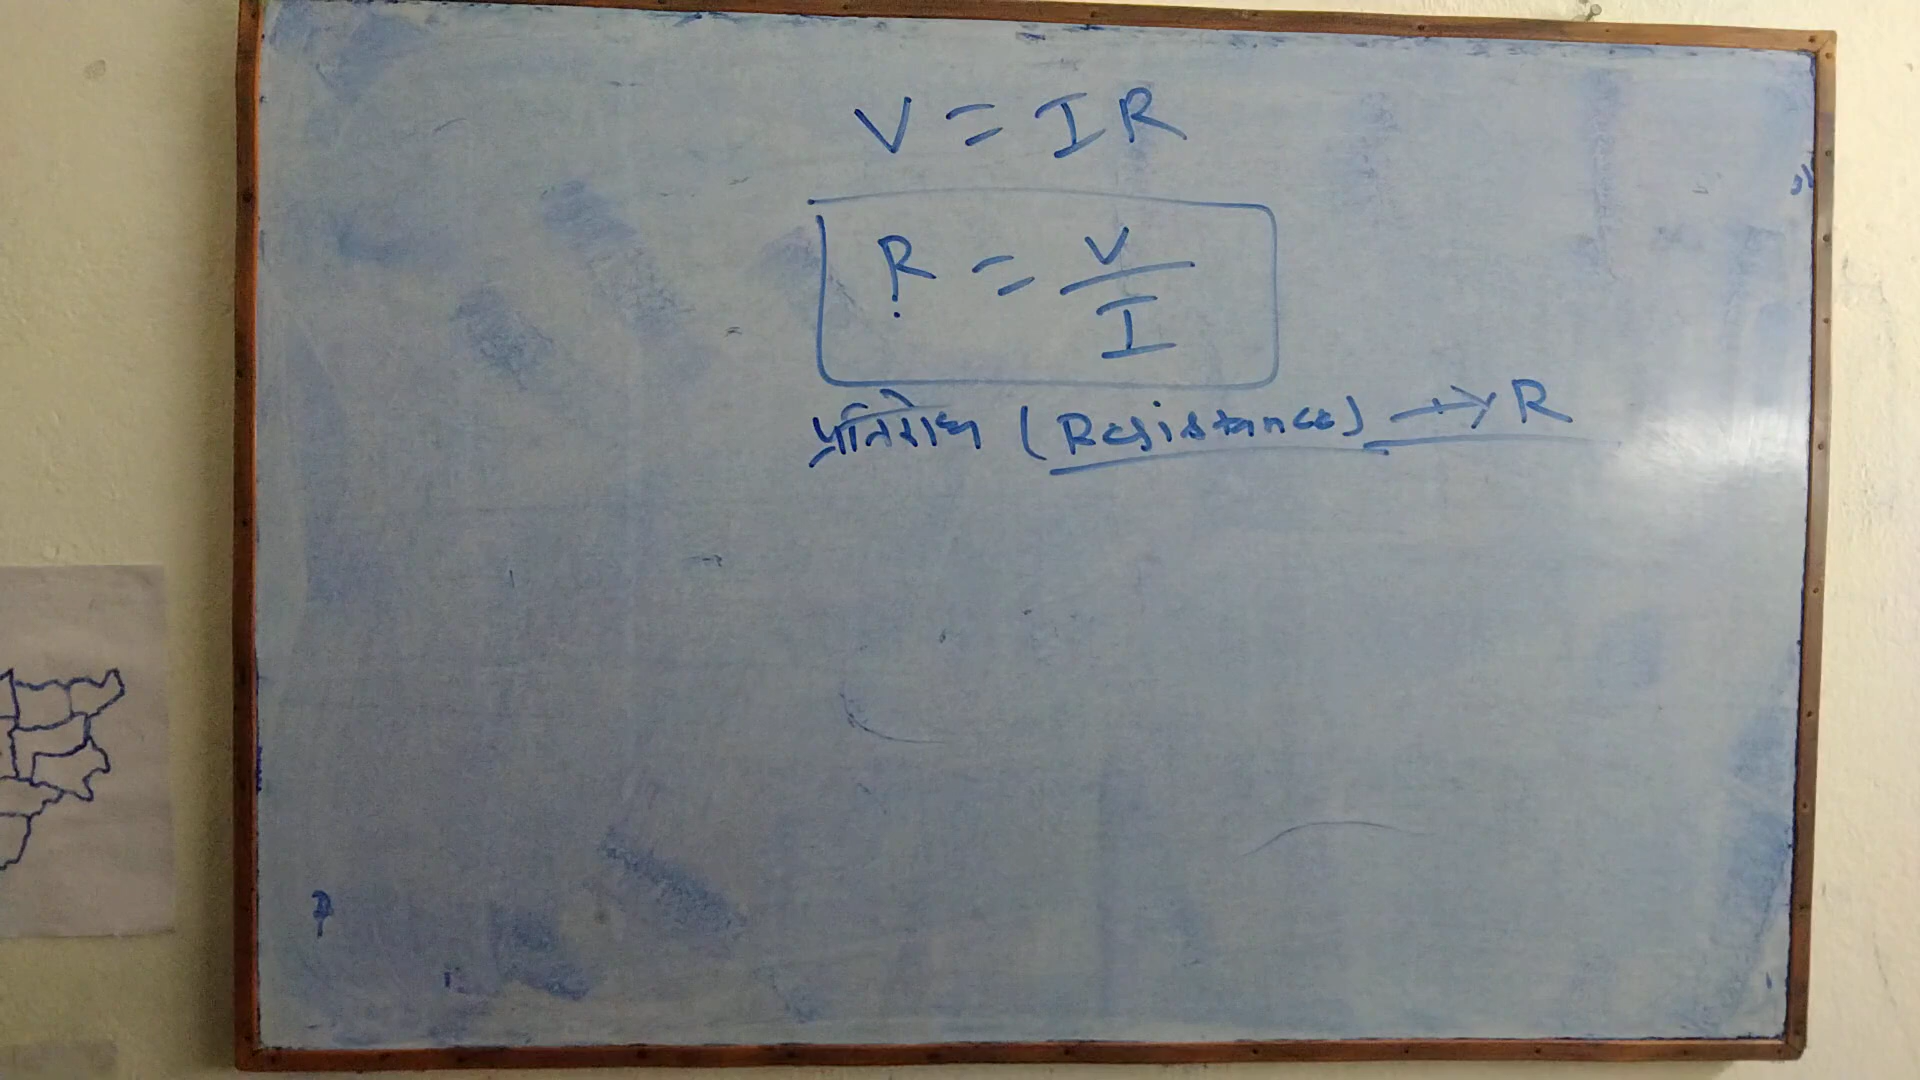 V = IR
R = V/I
प्रतिरोध (Resistance) → R